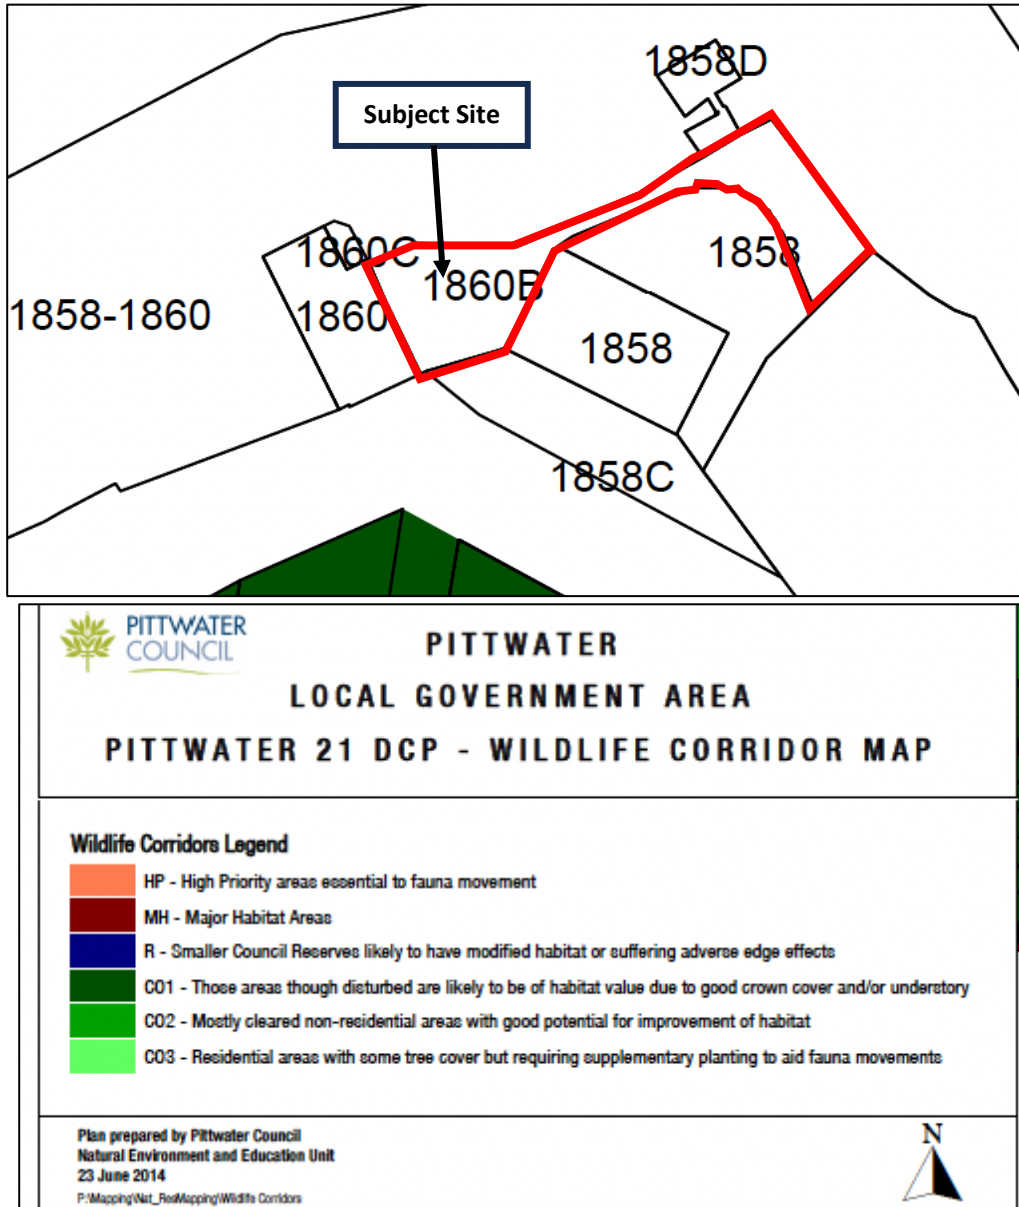 1858D
Subject Site
1860C
1858
1860B
1858-1860
1860
1858
1858C
PITTWATER
COUNCIL
PITTWATER
LOCAL GOVERNMENT AREA
PITTWATER 21 DCP - WILDLIFE CORRIDOR MAP
Wildlife Corridors Legend
HP - High Priority areas essential to fauna movement
MH - Major Habitat Areas
R - Smaller Council Reserves likely to have modified habitat or suffering adverse edge effects
CO1 - Those areas though disturbed are likely to be of habitat value due to good crown cover and/or understory
CO2 - Mostly cleared non-residential areas with good potential for improvement of habitat
CO3 - Residential areas with some tree cover but requiring supplementary planting to aid fauna movements
Plan prepared by Pittwater Council
Natural Environment and Education Unit
23 June 2014
P:\Mapping\Nat_ResMapping\Wildlife Corridors
N